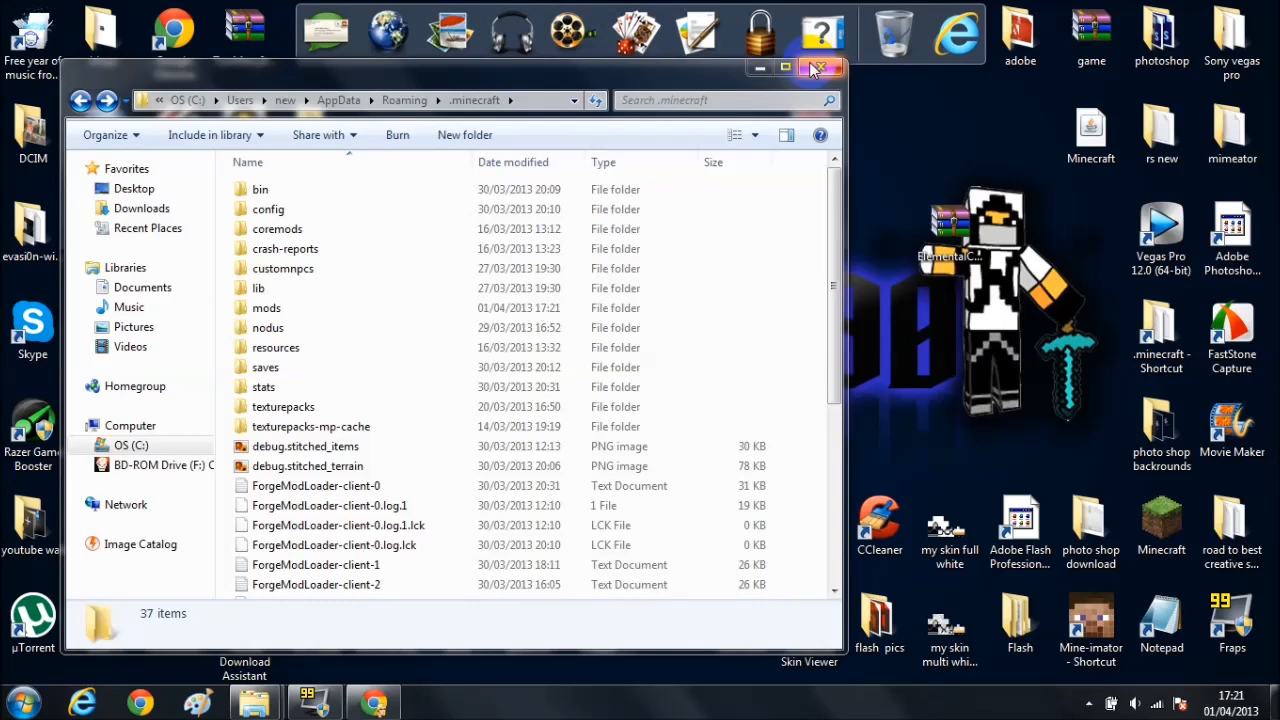 Free year of
music fro...
DCIM
evasi0n-wi...
Skype
Razer Game
Booster
youtube wa
µTorrent
adobe
game
photoshop
Sony vegas
pro
Minecraft
rs new
mimeator
ElementalC...
Vegas Pro
12.0 (64-bit)
Adobe
Photosho...
.minecraft -
Shortcut
FastStone
Capture
photo shop
backrounds
Movie Maker
CCleaner
my skin full
white
Adobe Flash
Profession...
photo shop
download
Minecraft
road to best
creative s...
flash pics
my skin
multi whi...
Flash
Mine-imator
- Shortcut
Notepad
99
Fraps
Download
Assistant
Skin Viewer
« OS (C:) Users new AppData Roaming .minecraft
Search .minecraft
Organize Include in library Share with Burn New folder
Favorites
Desktop
Downloads
Recent Places
Libraries
Documents
Music
Pictures
Videos
Homegroup
Computer
OS (C:)
BD-ROM Drive (F:) C
Network
Image Catalog
Name Date modified Type Size
bin 30/03/2013 20:09 File folder
config 30/03/2013 20:10 File folder
coremods 16/03/2013 13:12 File folder
crash-reports 16/03/2013 13:23 File folder
customnpcs 27/03/2013 19:30 File folder
lib 27/03/2013 19:30 File folder
mods 01/04/2013 17:21 File folder
nodus 29/03/2013 16:52 File folder
resources 16/03/2013 13:32 File folder
saves 30/03/2013 20:12 File folder
stats 30/03/2013 20:31 File folder
texturepacks 20/03/2013 16:50 File folder
texturepacks-mp-cache 14/03/2013 19:19 File folder
debug.stitched_items 30/03/2013 12:13 PNG image 30 KB
debug.stitched_terrain 30/03/2013 20:06 PNG image 78 KB
ForgeModLoader-client-0 30/03/2013 20:31 Text Document 31 KB
ForgeModLoader-client-0.log.1 30/03/2013 12:10 1 File 19 KB
ForgeModLoader-client-0.log.1.lck 30/03/2013 12:10 LCK File 0 KB
ForgeModLoader-client-0.log.lck 30/03/2013 20:10 LCK File 0 KB
ForgeModLoader-client-1 30/03/2013 18:11 Text Document 26 KB
ForgeModLoader-client-2 30/03/2013 16:05 Text Document 26 KB
37 items
99
17:21
01/04/2013